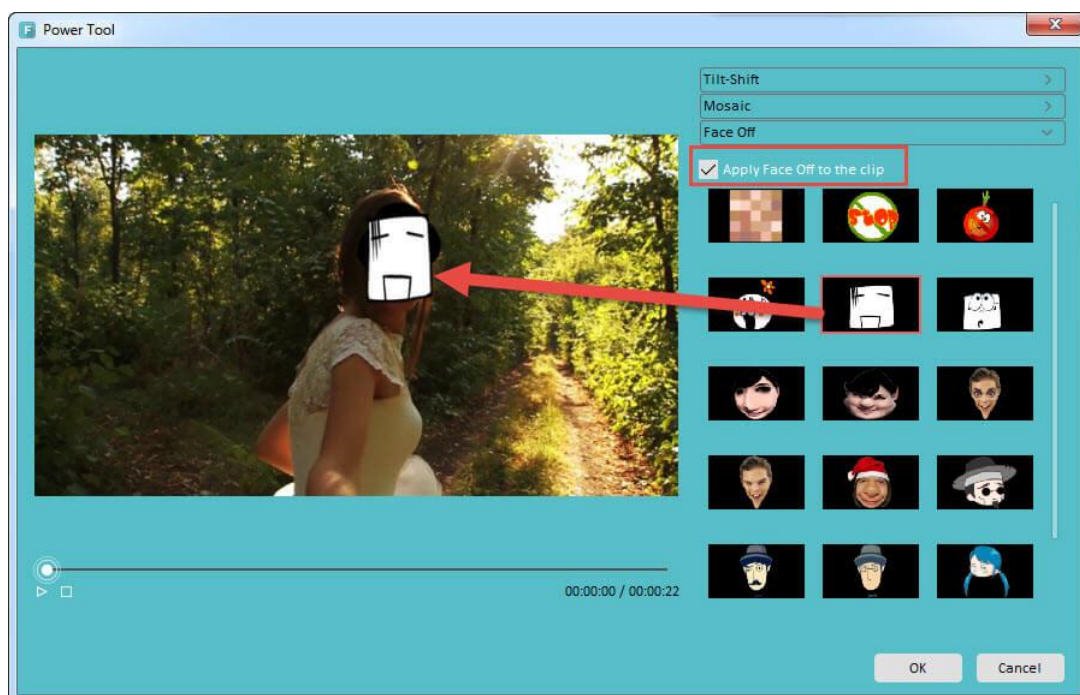 F Power Tool
Tilt-Shift
Mosaic
Face Off
Apply Face Off to the clip
STOP
00:00:00 / 00:00:22
OK
Cancel